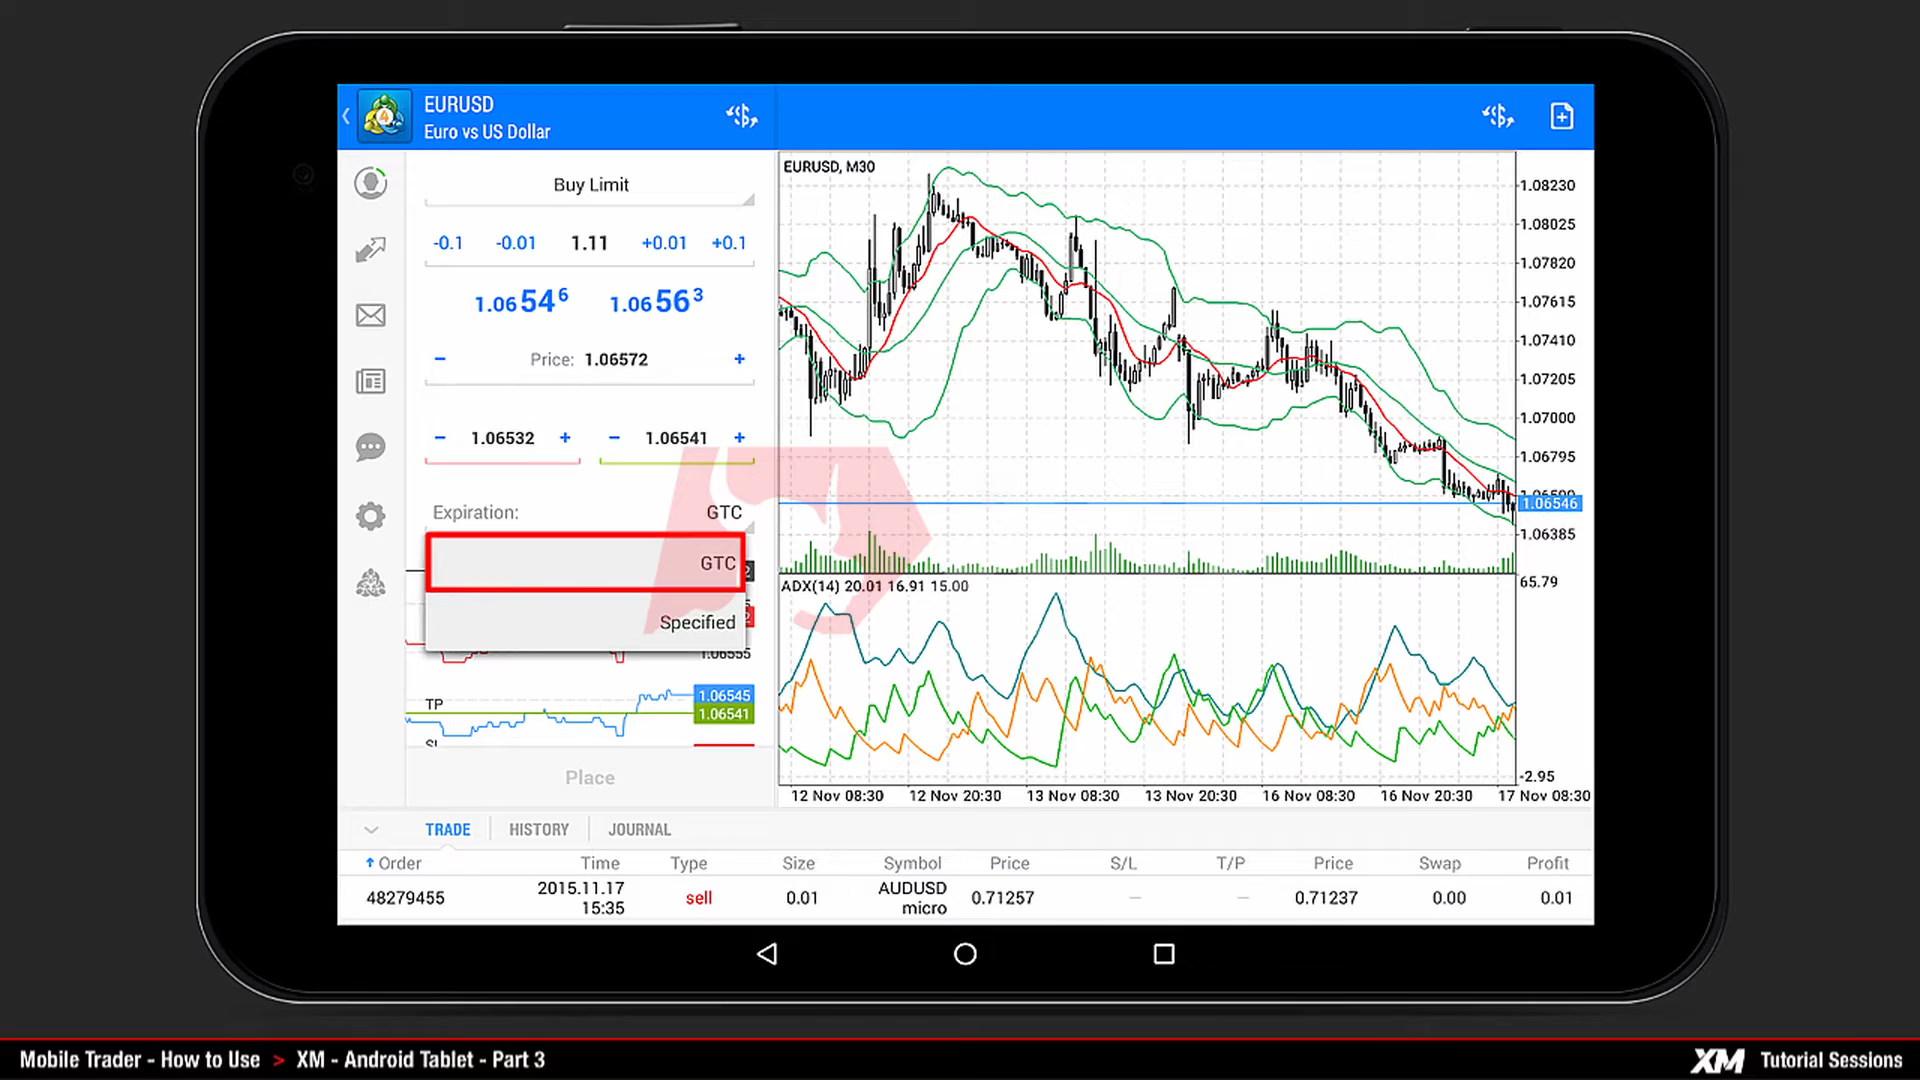 EURUSD
Euro vs US Dollar
Buy Limit
-0.1 -0.01 1.11 +0.01 +0.1
1.06546 1.06563
− Price: 1.06572 +
− 1.06532 + − 1.06541 +
Expiration: GTC
GTC
Specified
1.06555
TP
1.06545
1.06541
SL
Place
EURUSD, M30
1.08230
1.08025
1.07820
1.07615
1.07410
1.07205
1.07000
1.06795
1.06546
1.06385
ADX(14) 20.01 16.91 15.00
65.79
-2.95
12 Nov 08:30 12 Nov 20:30 13 Nov 08:30 13 Nov 20:30 16 Nov 08:30 16 Nov 20:30 17 Nov 08:30
TRADE HISTORY JOURNAL
↑ Order Time Type Size Symbol Price S/L T/P Price Swap Profit
48279455 2015.11.17 15:35 sell 0.01 AUDUSD micro 0.71257 – – 0.71237 0.00 0.01
Mobile Trader - How to Use > XM - Android Tablet - Part 3
XM Tutorial Sessions